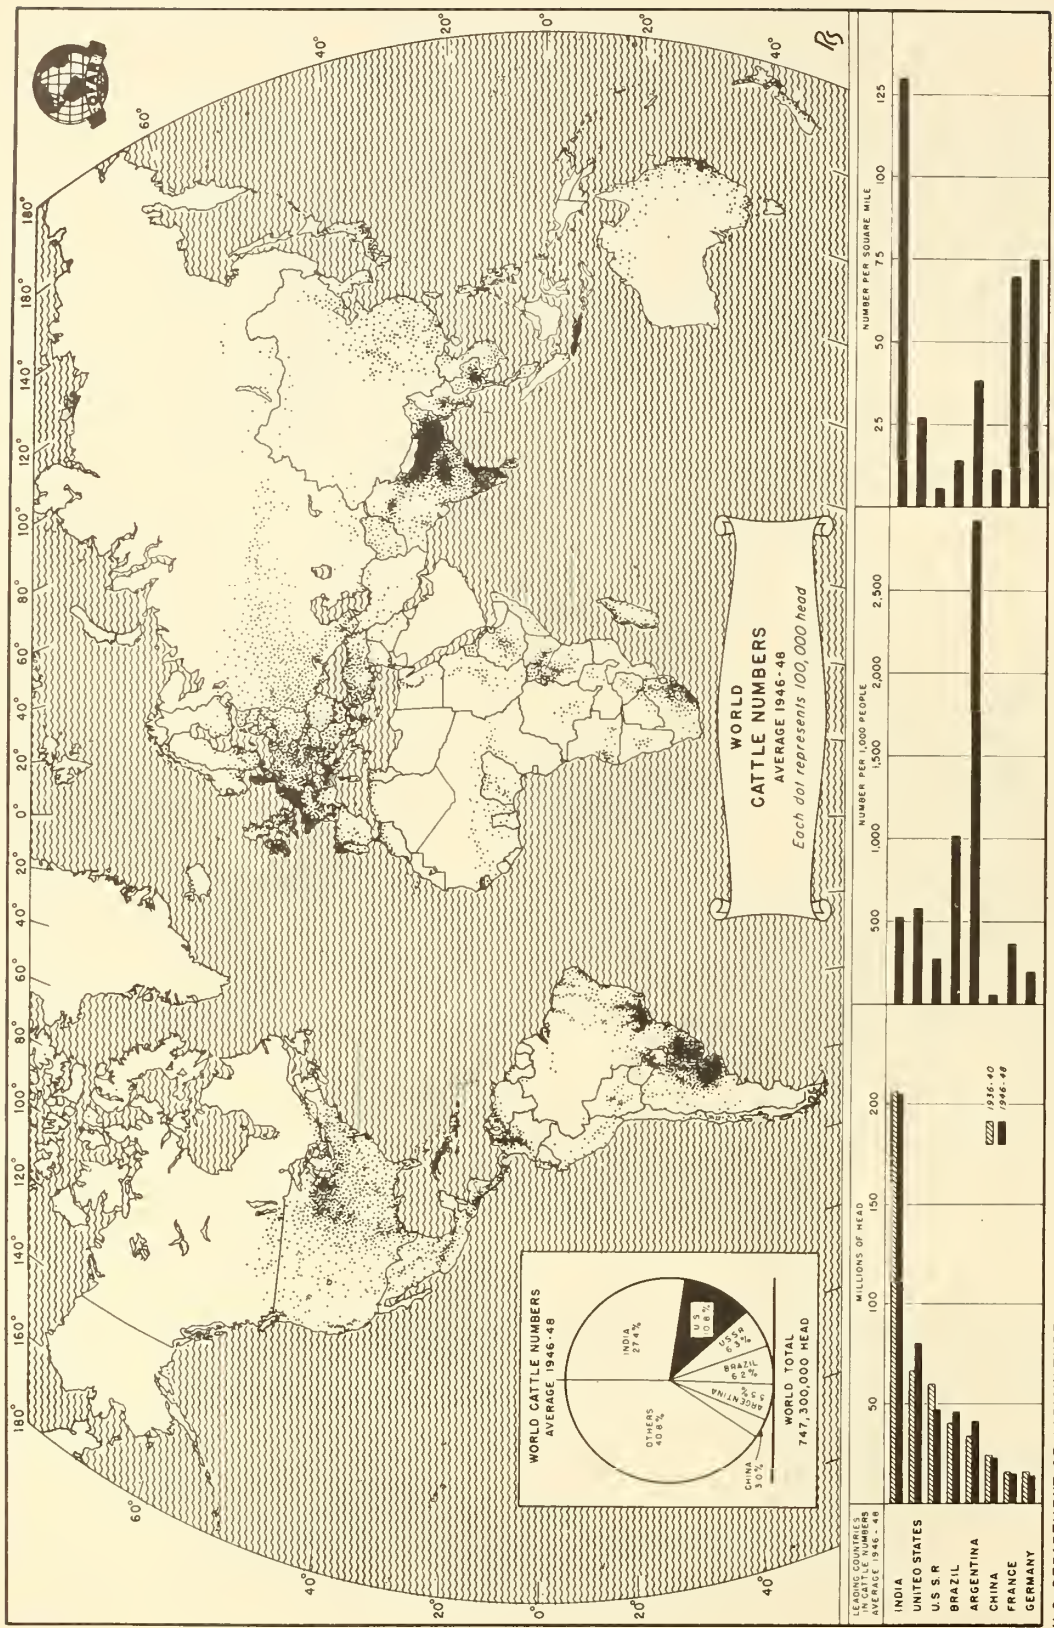 180°
160°
140°
120°
100°
80°
60°
40°
20°
0°
20°
40°
60°
80°
100°
120°
140°
160°
180°
60°
40°
20°
0°
20°
40°
60°
40°
20°
0°
20°
40°
WORLD
CATTLE NUMBERS
AVERAGE 1946-48
Each dot represents 100,000 head
WORLD CATTLE NUMBERS
AVERAGE 1946-48
INDIA
27.4%
U.S.
10.8%
U.S.S.R
6.3%
BRAZIL
6.2%
ARGENTINA
CHINA
3.0%
OTHERS
40.8%
WORLD TOTAL
747,300,000 HEAD
LEADING COUNTRIES
IN CATTLE NUMBERS
AVERAGE 1946-48
MILLIONS OF HEAD
50
100
150
200
NUMBER PER 1,000 PEOPLE
500
1,000
1,500
2,000
2,500
NUMBER PER SQUARE MILE
25
50
75
100
125
INDIA
UNITED STATES
U.S.S.R
BRAZIL
ARGENTINA
CHINA
FRANCE
GERMANY
1936-40
1946-48